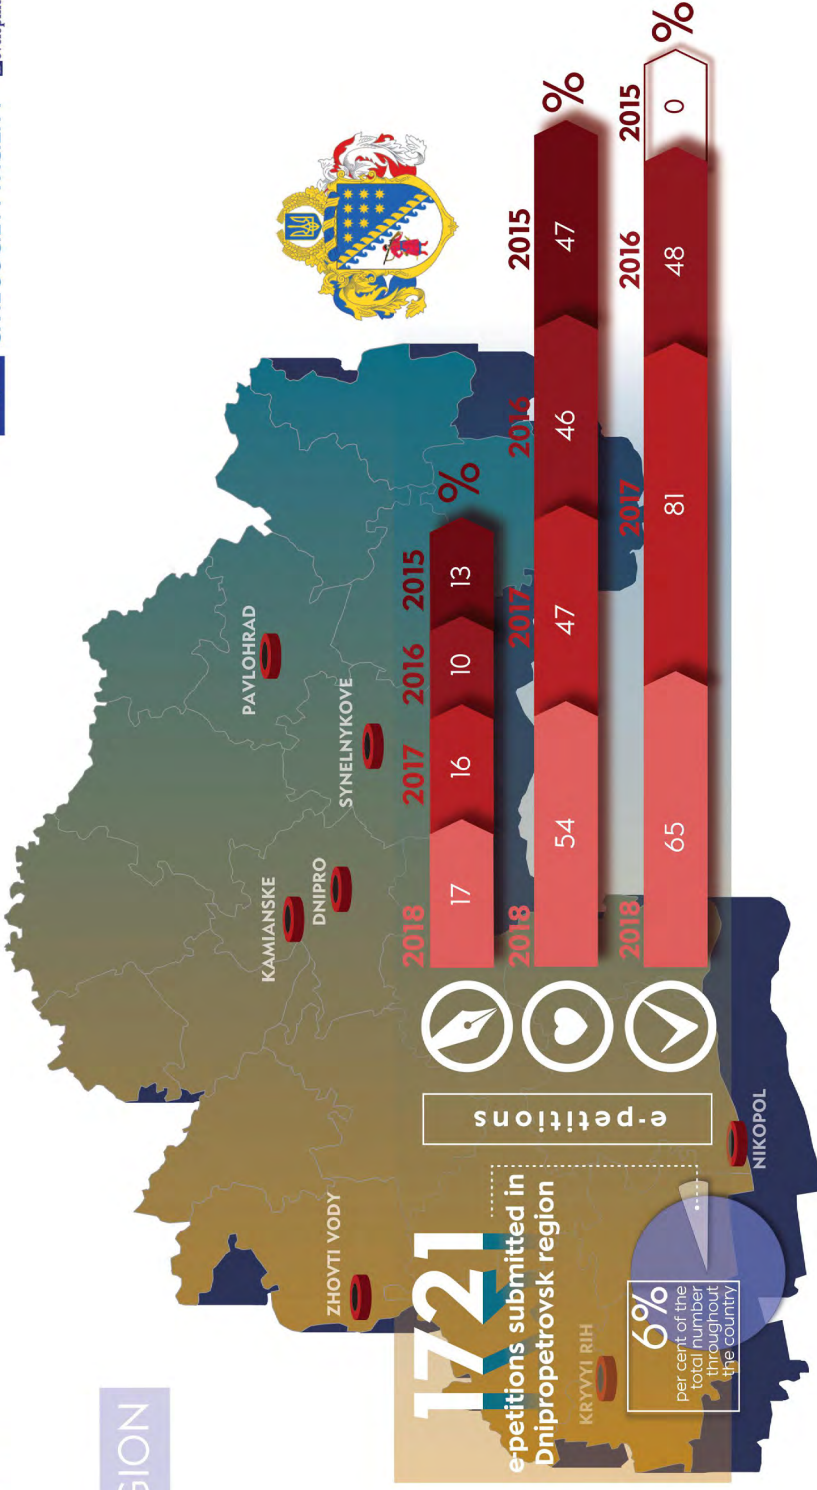 GION
ZHOVTI VODY
KAMIANSKE
DNIPRO
SYNELNYKOVE
PAVLOHRAD
KRYVYI RIH
NIKOPOL
1721
e-petitions submitted in
Dnipropetrovsk region
6%
per cent of the
total number
throughout
the country
e-petitions
2018 2017 2016 2015
17 16 10 13 %
2018 2017 2016 2015
54 47 46 47 %
2018 2017 2016 2015
65 81 48 0 %